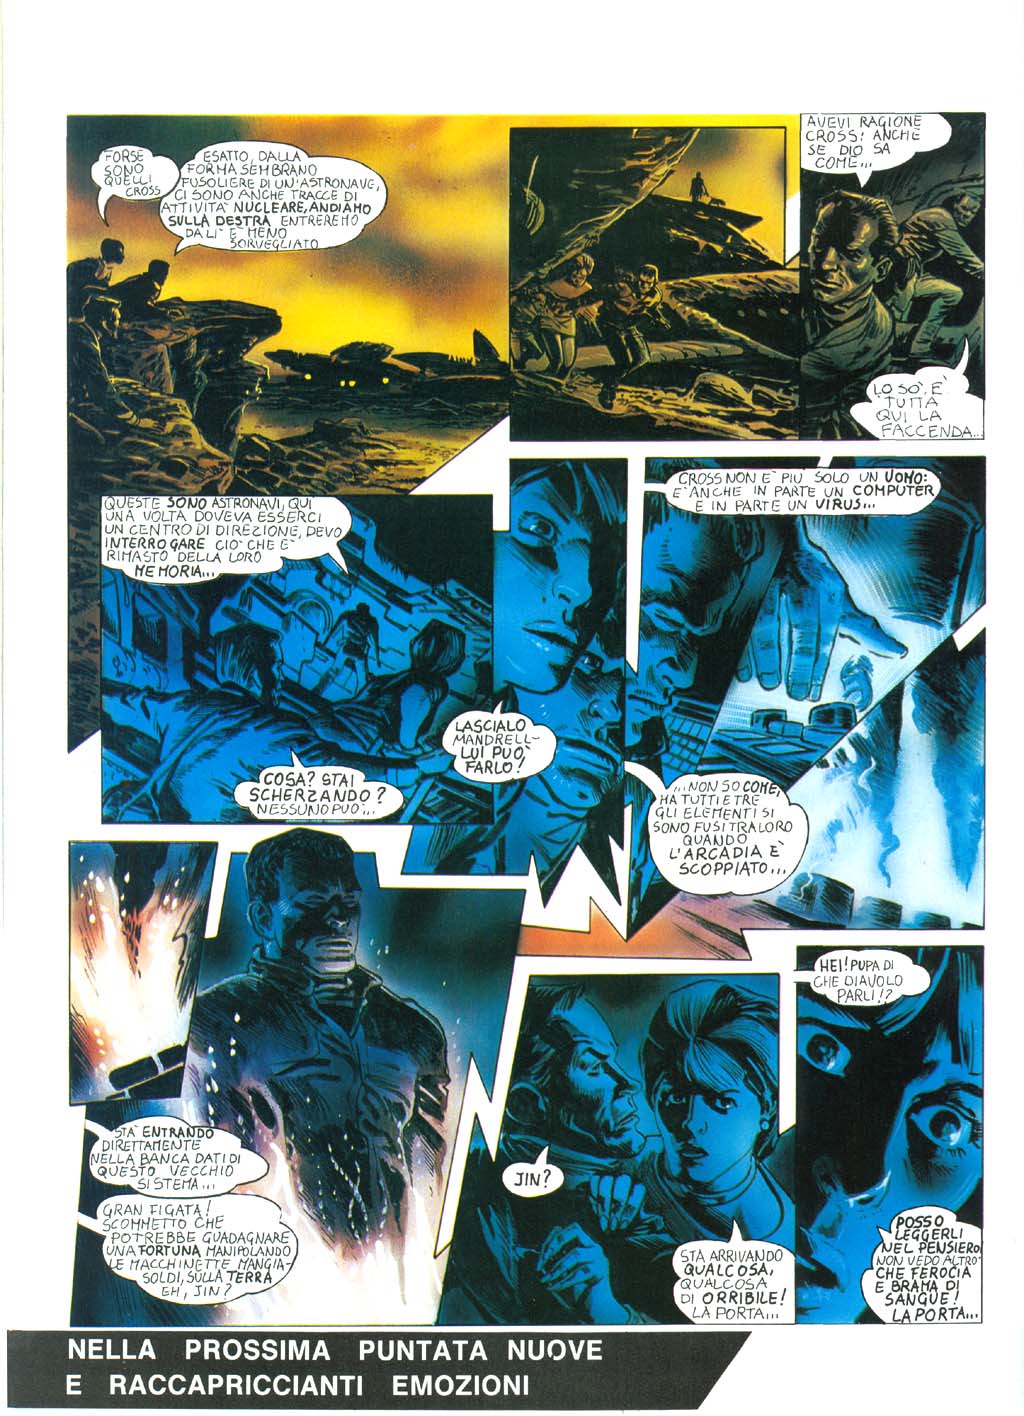 FORSE
SONO
QUELLI
CROSS
ESATTO, DALLA
FORMA SEMBRANO
FUSOLIERE DI UN'ASTRONAVE,
CI SONO ANCHE TRACCE DI
ATTIVITÀ NUCLEARE, ANDIAMO
SULLA DESTRA ENTREREMO
DA LI' E' MENO
SORVEGLIATO
AVEVI RAGIONE
CROSS! ANCHE
SE DIO SA
COME...
LO SO', E'
TUTTA
QUI LA
FACCENDA...
QUESTE SONO ASTRONAVI, QUI
UNA VOLTA DOVEVA ESSERCI
UN CENTRO DI DIREZIONE, DEVO
INTERROGARE CIO' CHE E'
RIMASTO DELLA LORO
MEMORIA...
COSA? STAI
SCHERZANDO?
NESSUNO PUO'...
LASCIALO
MANDRELL-
LUI PUO'
FARLO!
CROSS NON E' PIÙ SOLO UN UOMO:
E' ANCHE IN PARTE UN COMPUTER
E IN PARTE UN VIRUS...
...NON SO COME,
HA TUTTI E TRE
GLI ELEMENTI SI
SONO FUSI TRA LORO
QUANDO
L'ARCADIA E'
SCOPPIATO...
STA' ENTRANDO
DIRETTAMENTE
NELLA BANCA DATI DI
QUESTO VECCHIO
SISTEMA...
GRAN FIGATA!
SCOMMETTO CHE
POTREBBE GUADAGNARE
UNA FORTUNA MANIPOLANDO
LE MACCHINETTE MANGIA-
SOLDI, SULLA TERRA
EH, JIN?
JIN?
STA ARRIVANDO
QUALCOSA,
QUALCOSA
DI ORRIBILE!
LA PORTA...
HEI! PUPA DI
CHE DIAVOLO
PARLI!?
POSSO
LEGGERLI
NEL PENSIERO
NON VEDO ALTRO
CHE FEROCIA
E BRAMA DI
SANGUE!
LA PORTA...
NELLA PROSSIMA PUNTATA NUOVE
E RACCAPRICCIANTI EMOZIONI